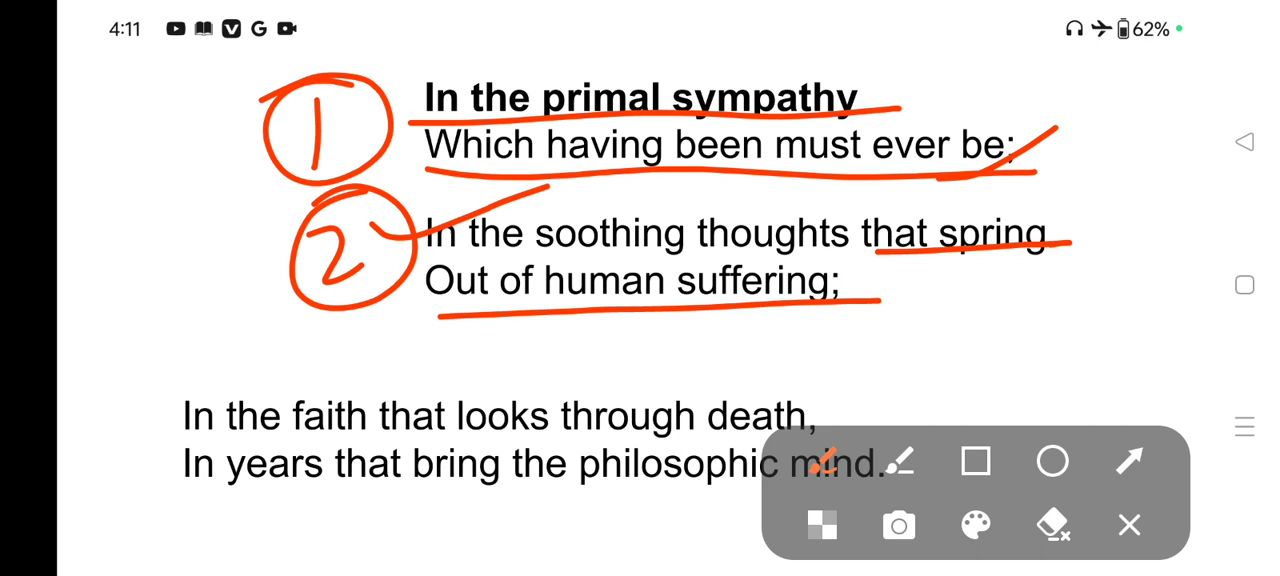 4:11 G 62%
1 In the primal sympathy
Which having been must ever be;
2 In the soothing thoughts that spring
Out of human suffering;
In the faith that looks through death,
In years that bring the philosophic mind.